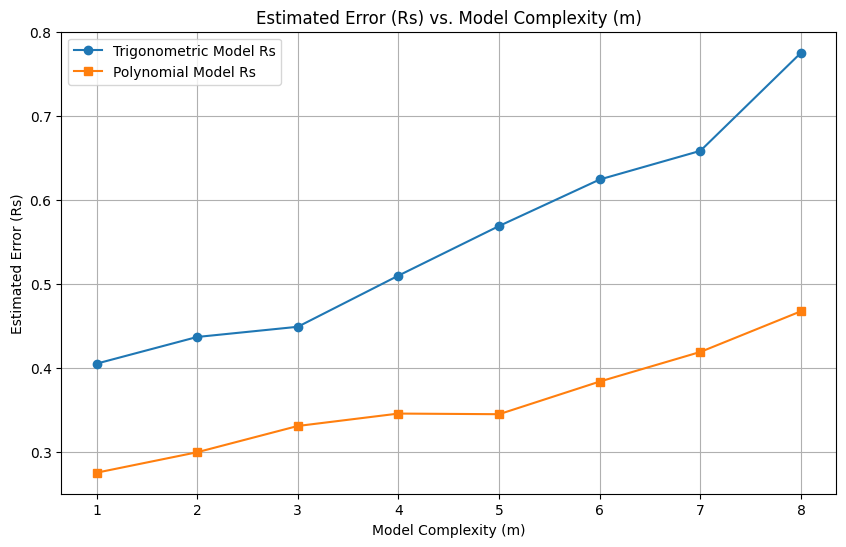 Estimated Error (Rs) vs. Model Complexity (m)
Trigonometric Model Rs
Polynomial Model Rs
Estimated Error (Rs)
0.8
0.7
0.6
0.5
0.4
0.3
1 2 3 4 5 6 7 8
Model Complexity (m)